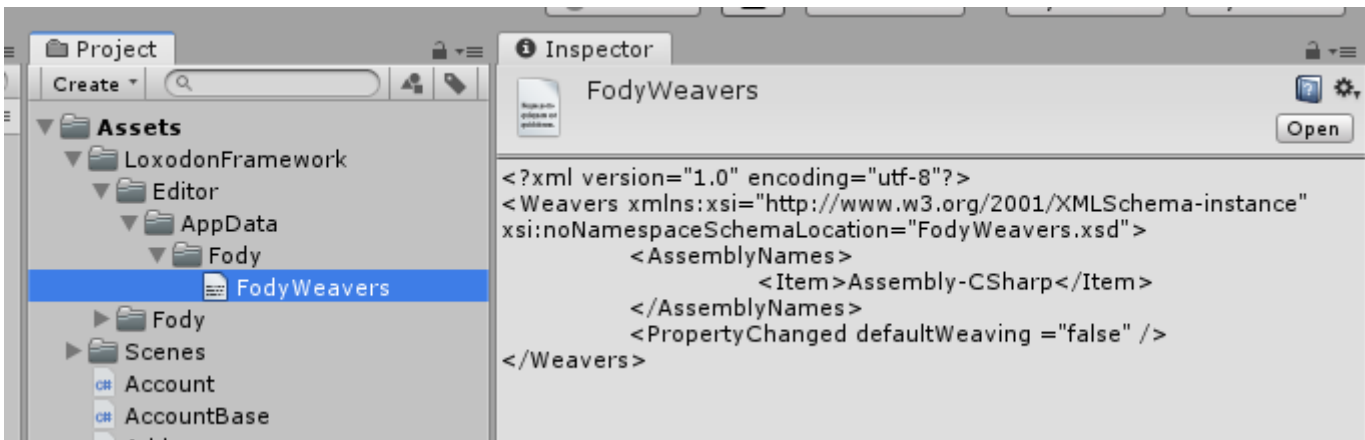 Project
Create
Assets
LoxodonFramework
Editor
AppData
Fody
FodyWeavers
Fody
Scenes
Account
AccountBase
Inspector
FodyWeavers
Open
<?xml version="1.0" encoding="utf-8"?>
<Weavers xmlns:xsi="http://www.w3.org/2001/XMLSchema-instance"
xsi:noNamespaceSchemaLocation="FodyWeavers.xsd">
<AssemblyNames>
<Item>Assembly-CSharp</Item>
</AssemblyNames>
<PropertyChanged defaultWeaving ="false" />
</Weavers>